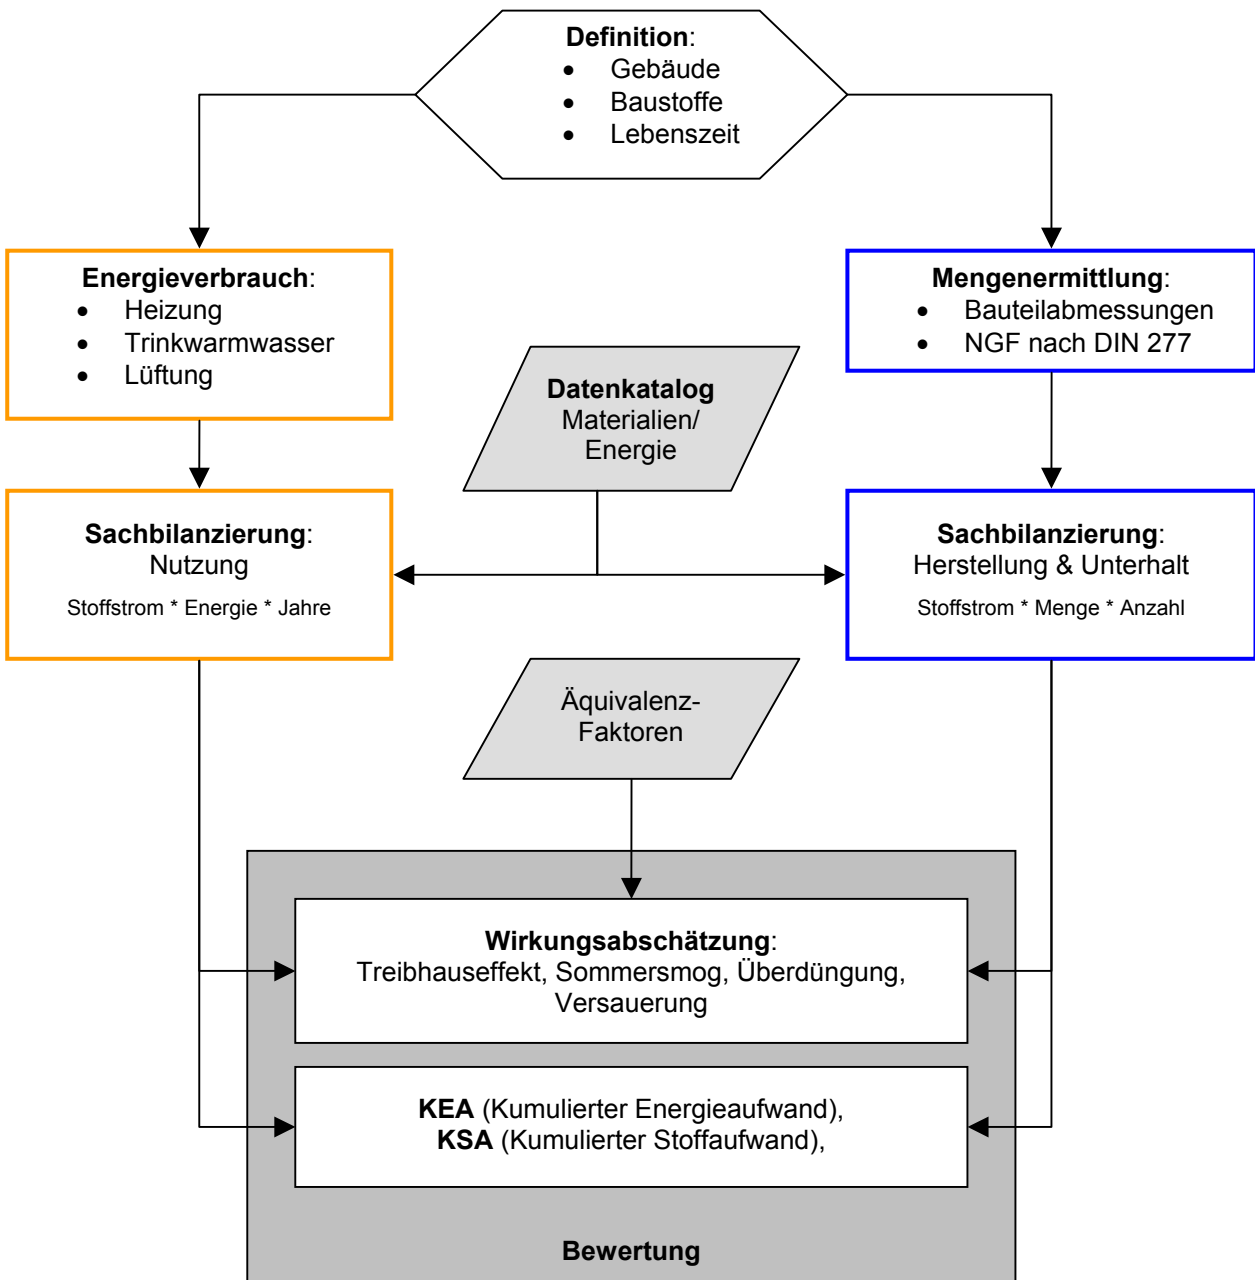 Definition:
• Gebäude
• Baustoffe
• Lebenszeit
Energieverbrauch:
• Heizung
• Trinkwarmwasser
• Lüftung
Mengenermittlung:
• Bauteilabmessungen
• NGF nach DIN 277
Datenkatalog
Materialien/
Energie
Sachbilanzierung:
Nutzung
Stoffstrom * Energie * Jahre
Sachbilanzierung:
Herstellung & Unterhalt
Stoffstrom * Menge * Anzahl
Äquivalenz-
Faktoren
Wirkungsabschätzung:
Treibhauseffekt, Sommersmog, Überdüngung,
Versauerung
KEA (Kumulierter Energieaufwand),
KSA (Kumulierter Stoffaufwand),
Bewertung